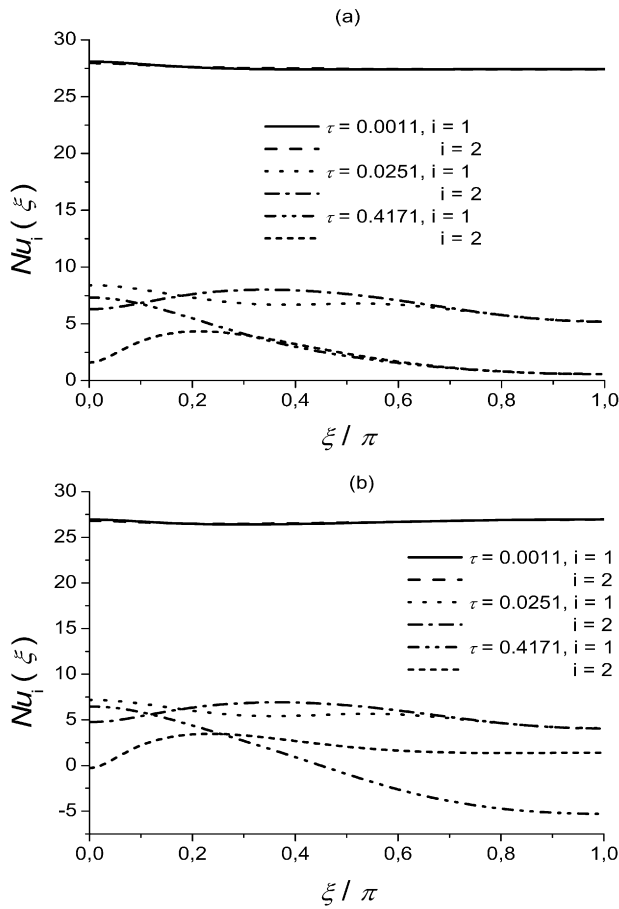 (a)
30
25
20
15
10
5
0
Nu_i(ξ)
τ = 0.0011, i = 1
i = 2
τ = 0.0251, i = 1
i = 2
τ = 0.4171, i = 1
i = 2
0,0 0,2 0,4 0,6 0,8 1,0
ξ / π
(b)
30
25
20
15
10
5
0
-5
Nu_i(ξ)
τ = 0.0011, i = 1
i = 2
τ = 0.0251, i = 1
i = 2
τ = 0.4171, i = 1
i = 2
0,0 0,2 0,4 0,6 0,8 1,0
ξ / π